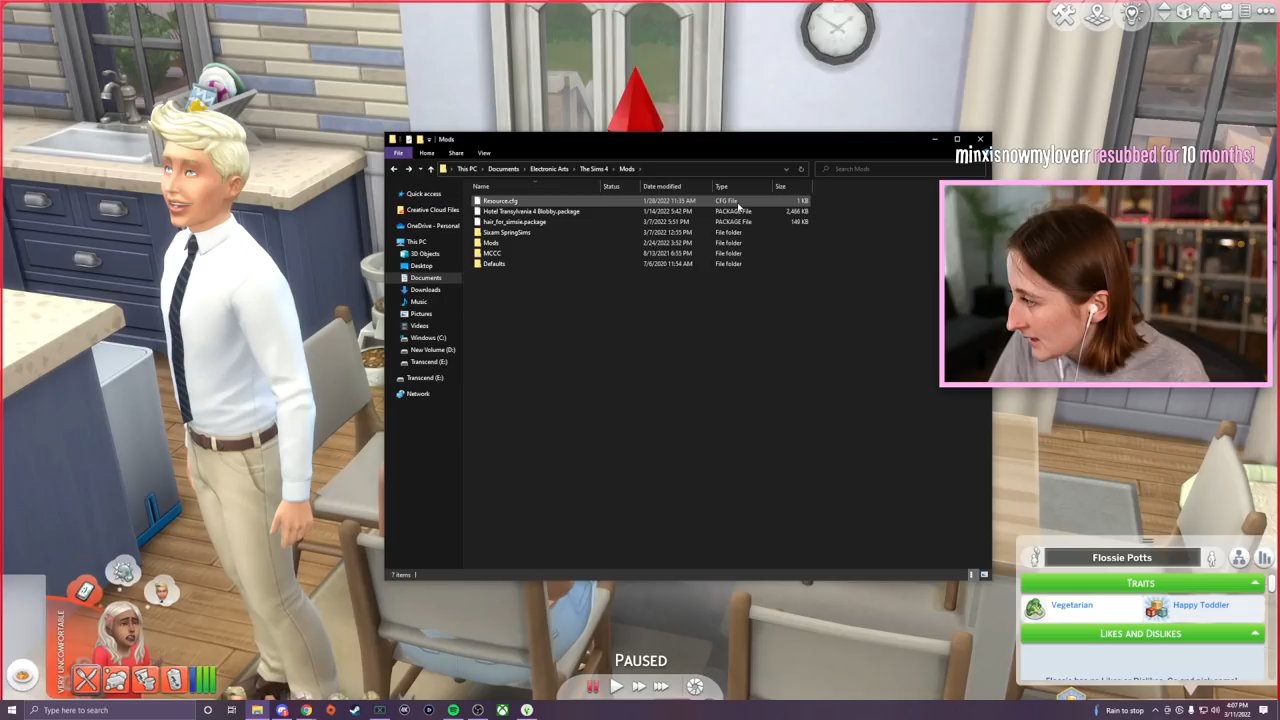 Mods
File Home Share View
This PC Documents Electronic Arts The Sims 4 Mods
Search Mods
minxisnowmyloverr resubbed for 10 months!
Name Status Date modified Type Size
Resource.cfg 1/28/2022 11:35 AM CFG File 1 KB
Hotel Transylvania 4 Blobby.package 1/14/2022 5:42 PM PACKAGE File 2,466 KB
hair_for_simsie.package 3/7/2022 5:51 PM PACKAGE File 149 KB
Sixam SpringSims 3/7/2022 12:55 PM File folder
Mods 2/24/2022 3:52 PM File folder
MCCC 8/13/2021 6:55 PM File folder
Defaults 7/6/2020 11:54 AM File folder
Quick access
Creative Cloud Files
OneDrive - Personal
This PC
3D Objects
Desktop
Documents
Downloads
Music
Pictures
Videos
Windows (C:)
New Volume (D:)
Transcend (E:)
Transcend (E:)
Network
7 items
Flossie Potts
TRAITS
Vegetarian Happy Toddler
LIKES AND DISLIKES
VERY UNCOMFORTABLE
PAUSED
Type here to search
Rain to stop
4:07 PM
3/11/2022